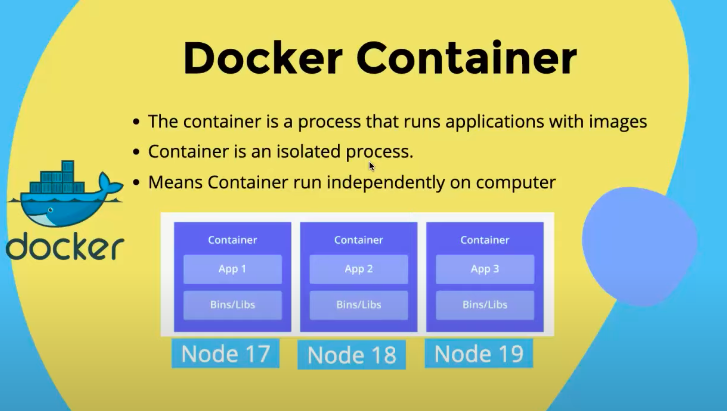 Docker Container
• The container is a process that runs applications with images
• Container is an isolated process.
• Means Container run independently on computer
docker
Container Container Container
App 1 App 2 App 3
Bins/Libs Bins/Libs Bins/Libs
Node 17 Node 18 Node 19